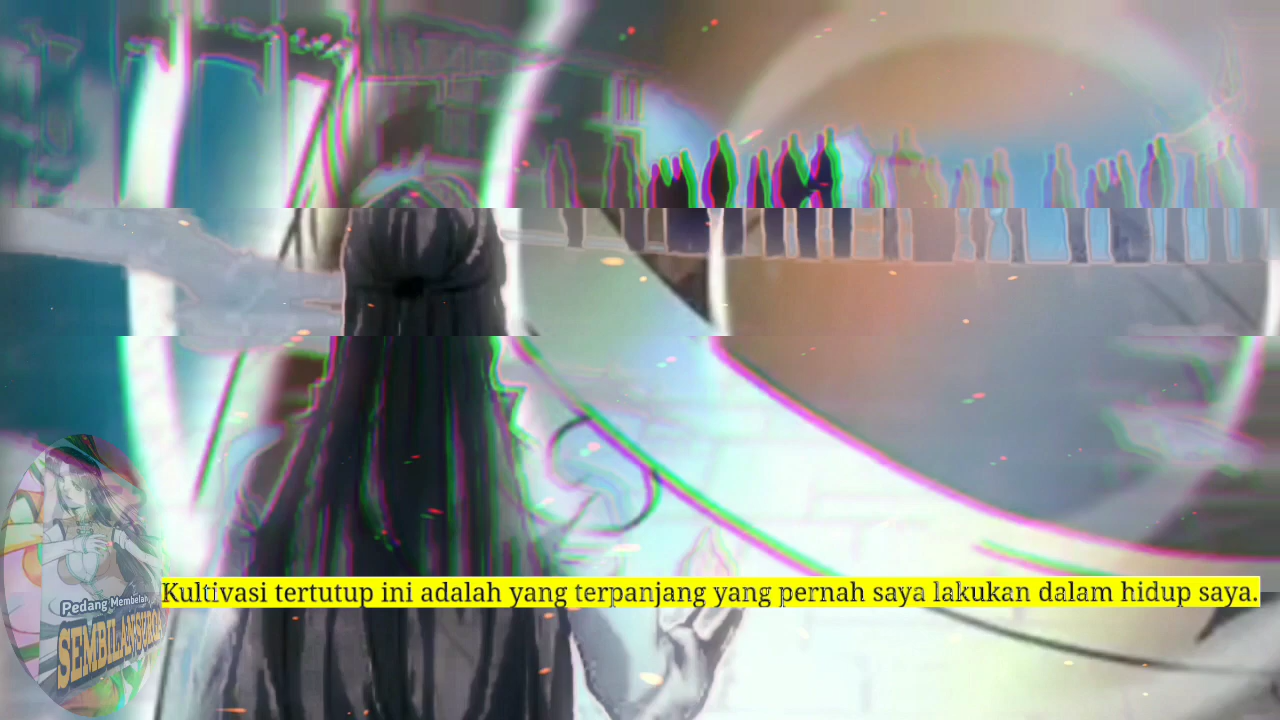 Kultivasi tertutup ini adalah yang terpanjang yang pernah saya lakukan dalam hidup saya.
Pedang Membelah
SEMBILAN SURGA